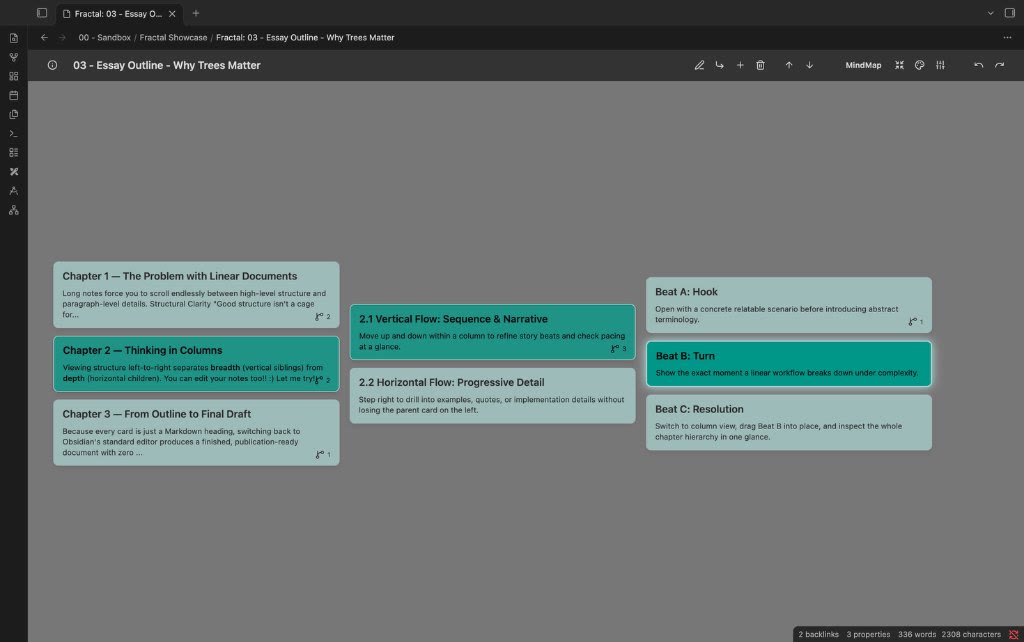 Fractal: 03 - Essay O...
00 - Sandbox / Fractal Showcase / Fractal: 03 - Essay Outline - Why Trees Matter
03 - Essay Outline - Why Trees Matter
MindMap
Chapter 1 — The Problem with Linear Documents
Long notes force you to scroll endlessly between high-level structure and
paragraph-level details. Structural Clarity "Good structure isn't a cage
for...
2
Chapter 2 — Thinking in Columns
Viewing structure left-to-right separates breadth (vertical siblings) from
depth (horizontal children). You can edit your notes too!! :) Let me try!
2
Chapter 3 — From Outline to Final Draft
Because every card is just a Markdown heading, switching back to
Obsidian's standard editor produces a finished, publication-ready
document with zero ...
1
2.1 Vertical Flow: Sequence & Narrative
Move up and down within a column to refine story beats and check pacing
at a glance.
3
2.2 Horizontal Flow: Progressive Detail
Step right to drill into examples, quotes, or implementation details without
losing the parent card on the left.
Beat A: Hook
Open with a concrete relatable scenario before introducing abstract
terminology.
1
Beat B: Turn
Show the exact moment a linear workflow breaks down under complexity.
Beat C: Resolution
Switch to column view, drag Beat B into place, and inspect the whole
chapter hierarchy in one glance.
2 backlinks 3 properties 336 words 2308 characters